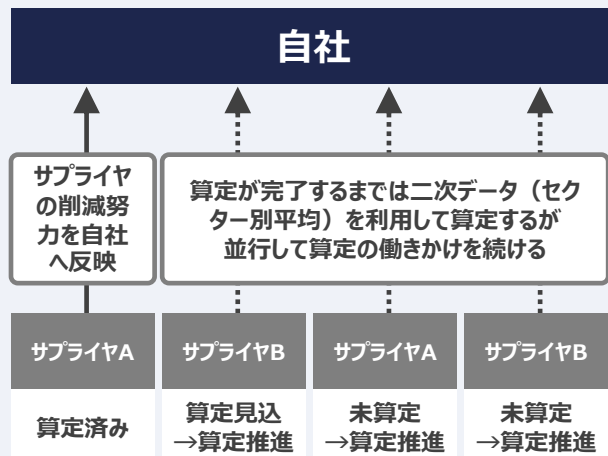 自社
サプライヤ
の削減努
力を自社
へ反映
算定が完了するまでは二次データ（セク
ター別平均）を利用して算定するが
並行して算定の働きかけを続ける
サプライヤA
サプライヤB
サプライヤA
サプライヤB
算定済み
算定見込
→算定推進
未算定
→算定推進
未算定
→算定推進